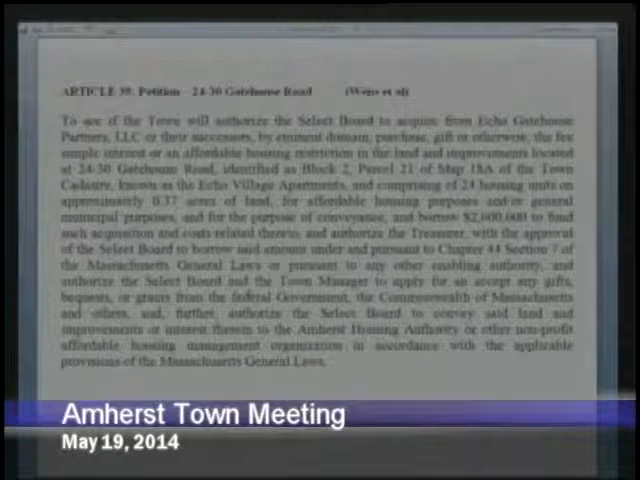 ARTICLE 39. Petition – 24-30 Gatehouse Road (Weiss et al)
To see if the Town will authorize the Select Board to acquire from Echo Gatehouse
Partners, LLC or their successors, by eminent domain, purchase, gift or otherwise, the fee
simple interest or an affordable housing restriction in the land and improvements located
at 24-30 Gatehouse Road, identified as Block 2, Parcel 21 of Map 18A of the Town
Cadastre, known as the Echo Village Apartments, and comprising of 24 housing units on
approximately 0.37 acres of land, for affordable housing purposes and/or general
municipal purposes, and for the purpose of conveyance, and borrow $2,600,000 to fund
such acquisition and costs related thereto, and authorize the Treasurer, with the approval
of the Select Board to borrow said amount under and pursuant to Chapter 44 Section 7 of
the Massachusetts General Laws or pursuant to any other enabling authority, and
authorize the Select Board and the Town Manager to apply for an accept any gifts,
bequests, or grants from the federal Government, the Commonwealth of Massachusetts
and others, and, further, authorize the Select Board to convey said land and
improvements or interest therein to the Amherst Housing Authority or other non-profit
affordable housing management organization in accordance with the applicable
provisions of the Massachusetts General Laws.
Amherst Town Meeting
May 19, 2014